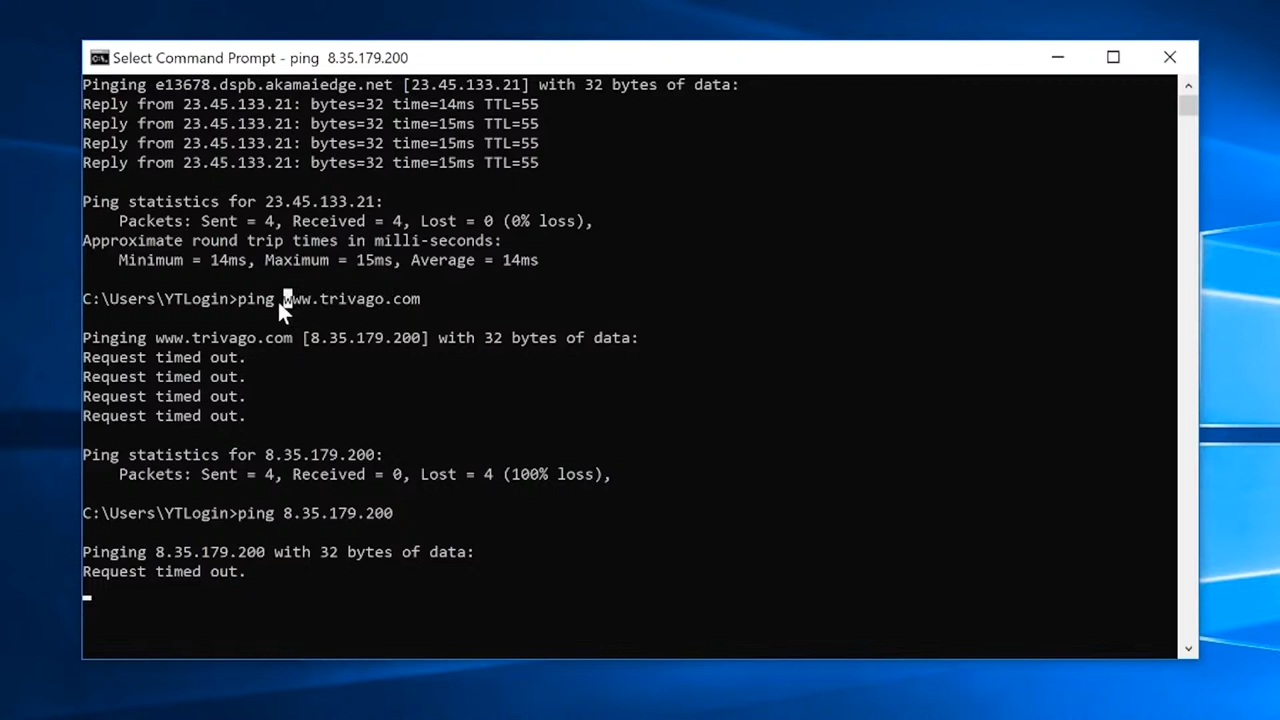 Select Command Prompt - ping 8.35.179.200
Pinging e13678.dspb.akamaiedge.net [23.45.133.21] with 32 bytes of data:
Reply from 23.45.133.21: bytes=32 time=14ms TTL=55
Reply from 23.45.133.21: bytes=32 time=15ms TTL=55
Reply from 23.45.133.21: bytes=32 time=15ms TTL=55
Reply from 23.45.133.21: bytes=32 time=15ms TTL=55
Ping statistics for 23.45.133.21:
Packets: Sent = 4, Received = 4, Lost = 0 (0% loss),
Approximate round trip times in milli-seconds:
Minimum = 14ms, Maximum = 15ms, Average = 14ms
C:\Users\YTLogin>ping www.trivago.com
Pinging www.trivago.com [8.35.179.200] with 32 bytes of data:
Request timed out.
Request timed out.
Request timed out.
Request timed out.
Ping statistics for 8.35.179.200:
Packets: Sent = 4, Received = 0, Lost = 4 (100% loss),
C:\Users\YTLogin>ping 8.35.179.200
Pinging 8.35.179.200 with 32 bytes of data:
Request timed out.